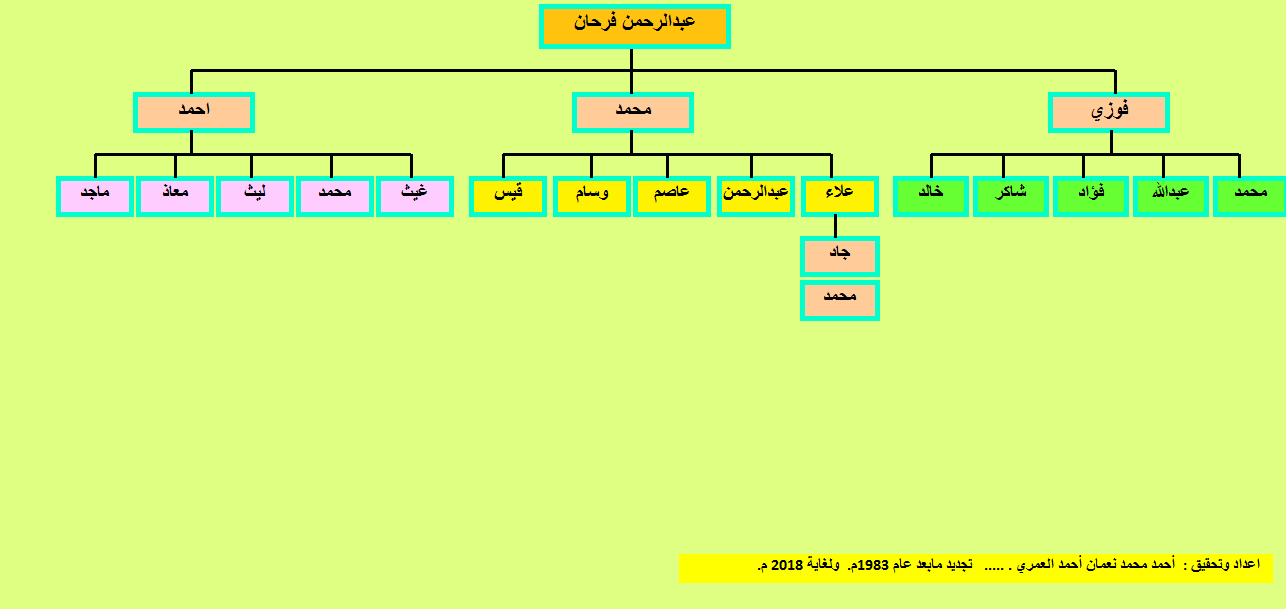 عبدالرحمن فرحان
فوزي
محمد
احمد
محمد
عبدالله
فؤاد
شاكر
خالد
علاء
عبدالرحمن
عاصم
وسام
قيس
غيث
محمد
ليث
معاذ
ماجد
جاد
محمد
اعداد وتحقيق : أحمد محمد نعمان أحمد العمري . ..... تجديد مابعد عام 1983م. ولغاية 2018 م.